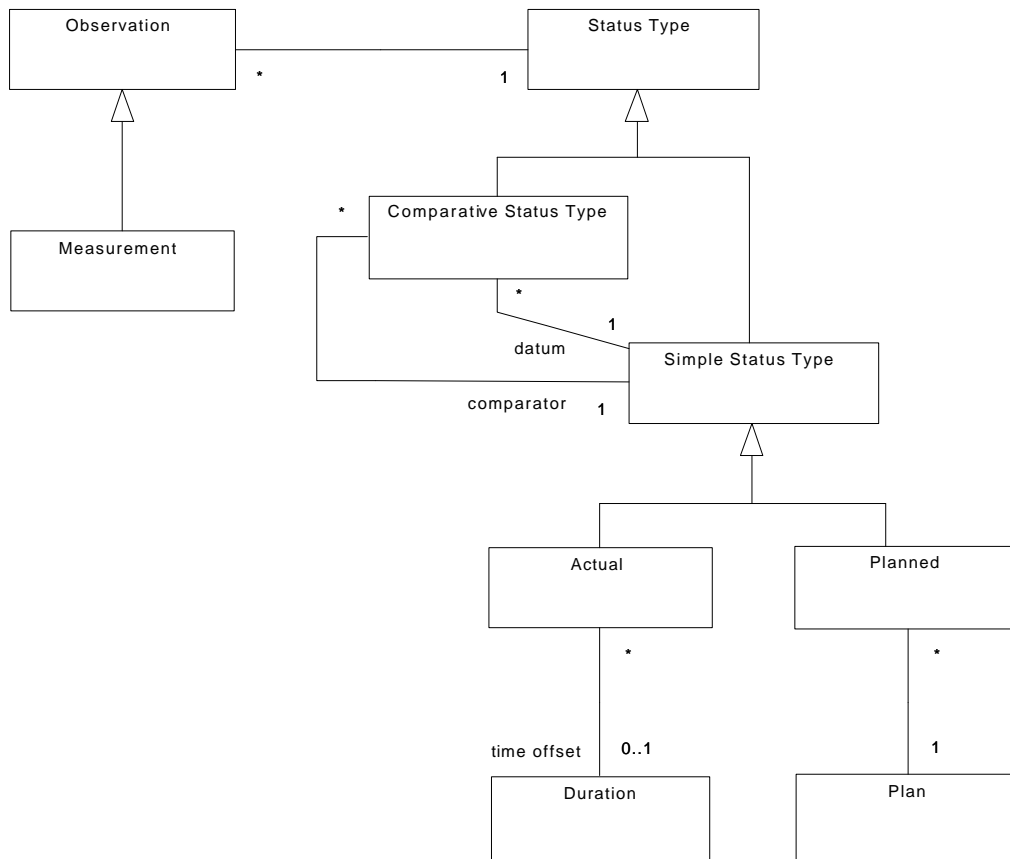 Observation
Status Type
*
1
Comparative Status Type
*
Measurement
*
1
datum
Simple Status Type
comparator
1
Actual
Planned
*
*
time offset
0..1
1
Duration
Plan